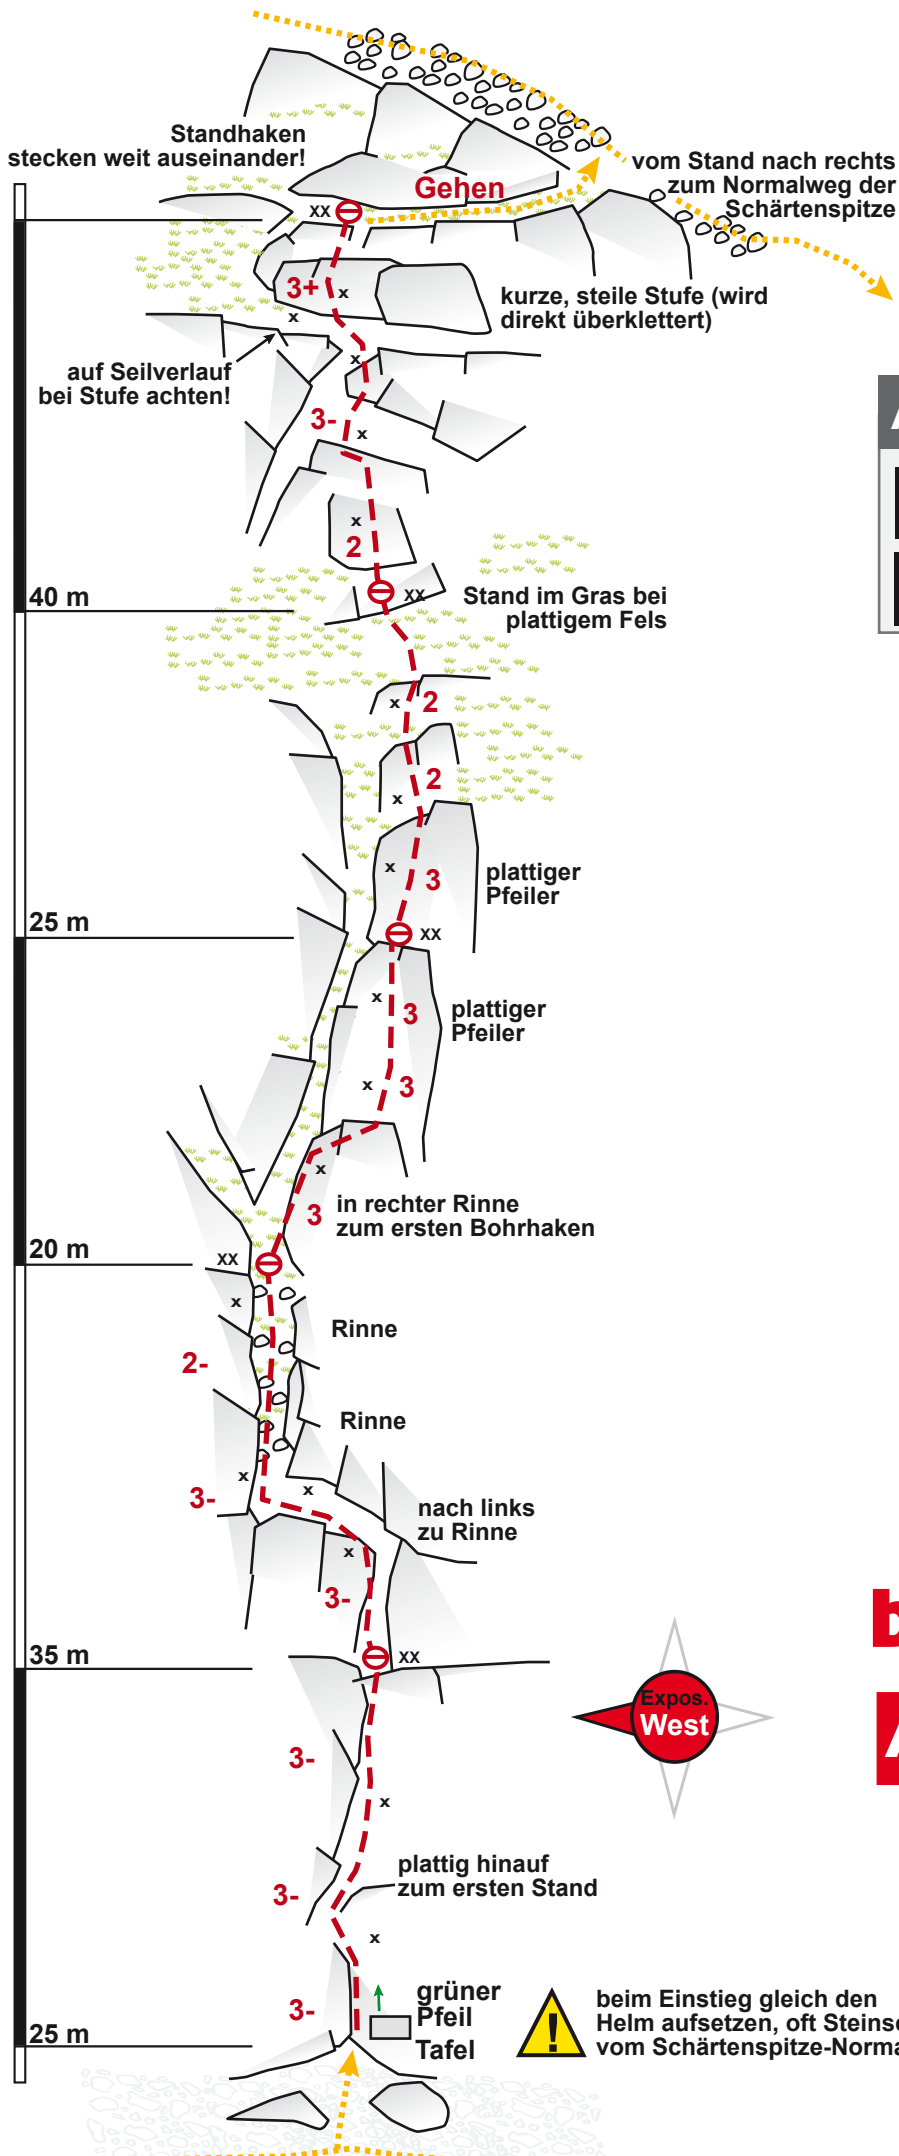 Standhaken
stecken weit auseinander!
Gehen
vom Stand nach rechts
zum Normalweg der
Schärtenspitze
xx
3+
x
x
kurze, steile Stufe (wird
direkt überklettert)
auf Seilverlauf
bei Stufe achten!
x
3-
x
x
2
40 m
xx
Stand im Gras bei
plattigem Fels
x
2
2
x
x
3
plattiger
Pfeiler
25 m
xx
x
3
plattiger
Pfeiler
x
3
x
3
in rechter Rinne
zum ersten Bohrhaken
20 m
xx
x
Rinne
2-
Rinne
x
3-
x
nach links
zu Rinne
x
3-
35 m
xx
Expos.
West
3-
x
plattig hinauf
zum ersten Stand
3-
x
3-
grüner
Pfeil
Tafel
25 m
!
beim Einstieg gleich den
Helm aufsetzen, oft
vom